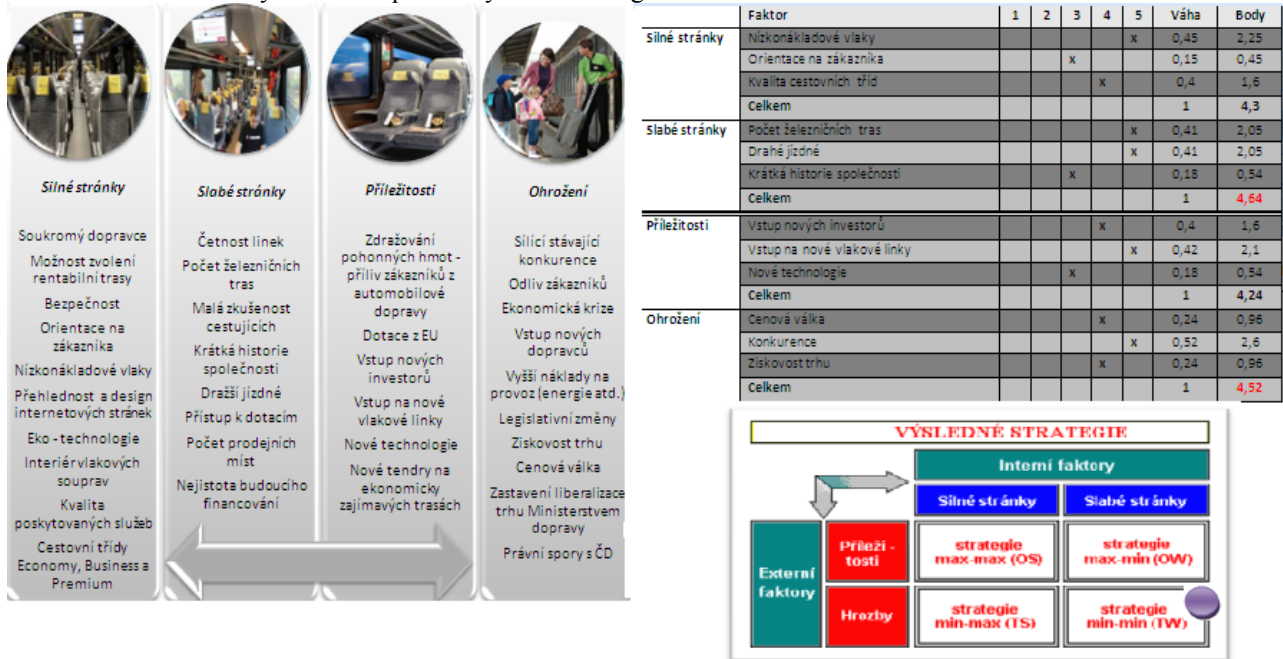 Silné stránky
Soukromý dopravce
Možnost zvolení
rentabilní trasy
Bezpečnost
Orientace na
zákazníka
Nízkonákladové vlaky
Přehlednost a design
internetových stránek
Eko - technologie
Interiér vlakových
souprav
Kvalita
poskytovaných služeb
Cestovní třídy
Economy, Business a
Premium
Slabé stránky
Četnost linek
Počet železničních
tras
Malá zkušenost
cestujících
Krátká historie
společnosti
Dražší jízdné
Přístup k dotacím
Počet prodejních
míst
Nejistota budoucího
financování
Příležitosti
Zdražování
pohonných hmot -
příliv zákazníků z
automobilové
dopravy
Dotace z EU
Vstup nových
investorů
Vstup na nové
vlakové linky
Nové technologie
Nové tendry na
ekonomicky
zajímavých trasách
Ohrožení
Sílící stávající
konkurence
Odliv zákazníků
Ekonomická krize
Vstup nových
dopravců
Vyšší náklady na
provoz (energie atd.)
Legislativní změny
Ziskovost trhu
Cenová válka
Zastavení liberalizace
trhu Ministerstvem
dopravy
Právní spory s ČD
Faktor 1 2 3 4 5 Váha Body
Silné stránky Nízkonákladové vlaky x 0,45 2,25
Orientace na zákazníka x 0,15 0,45
Kvalita cestovních tříd x 0,4 1,6
Celkem 1 4,3
Slabé stránky Počet železničních tras x 0,41 2,05
Drahé jízdné x 0,41 2,05
Krátká historie společnosti x 0,18 0,54
Celkem 1 4,64
Příležitosti Vstup nových investorů x 0,4 1,6
Vstup na nové vlakové linky x 0,42 2,1
Nové technologie x 0,18 0,54
Celkem 1 4,24
Ohrožení Cenová válka x 0,24 0,96
Konkurence x 0,52 2,6
Ziskovost trhu x 0,24 0,96
Celkem 1 4,52
VÝSLEDNÉ STRATEGIE
Interní faktory
Silné stránky Slabé stránky
Externí
faktory
Příleži -
tosti
strategie
max-max (OS)
strategie
max-min (OW)
Hrozby
strategie
min-max (TS)
strategie
min-min (TW)